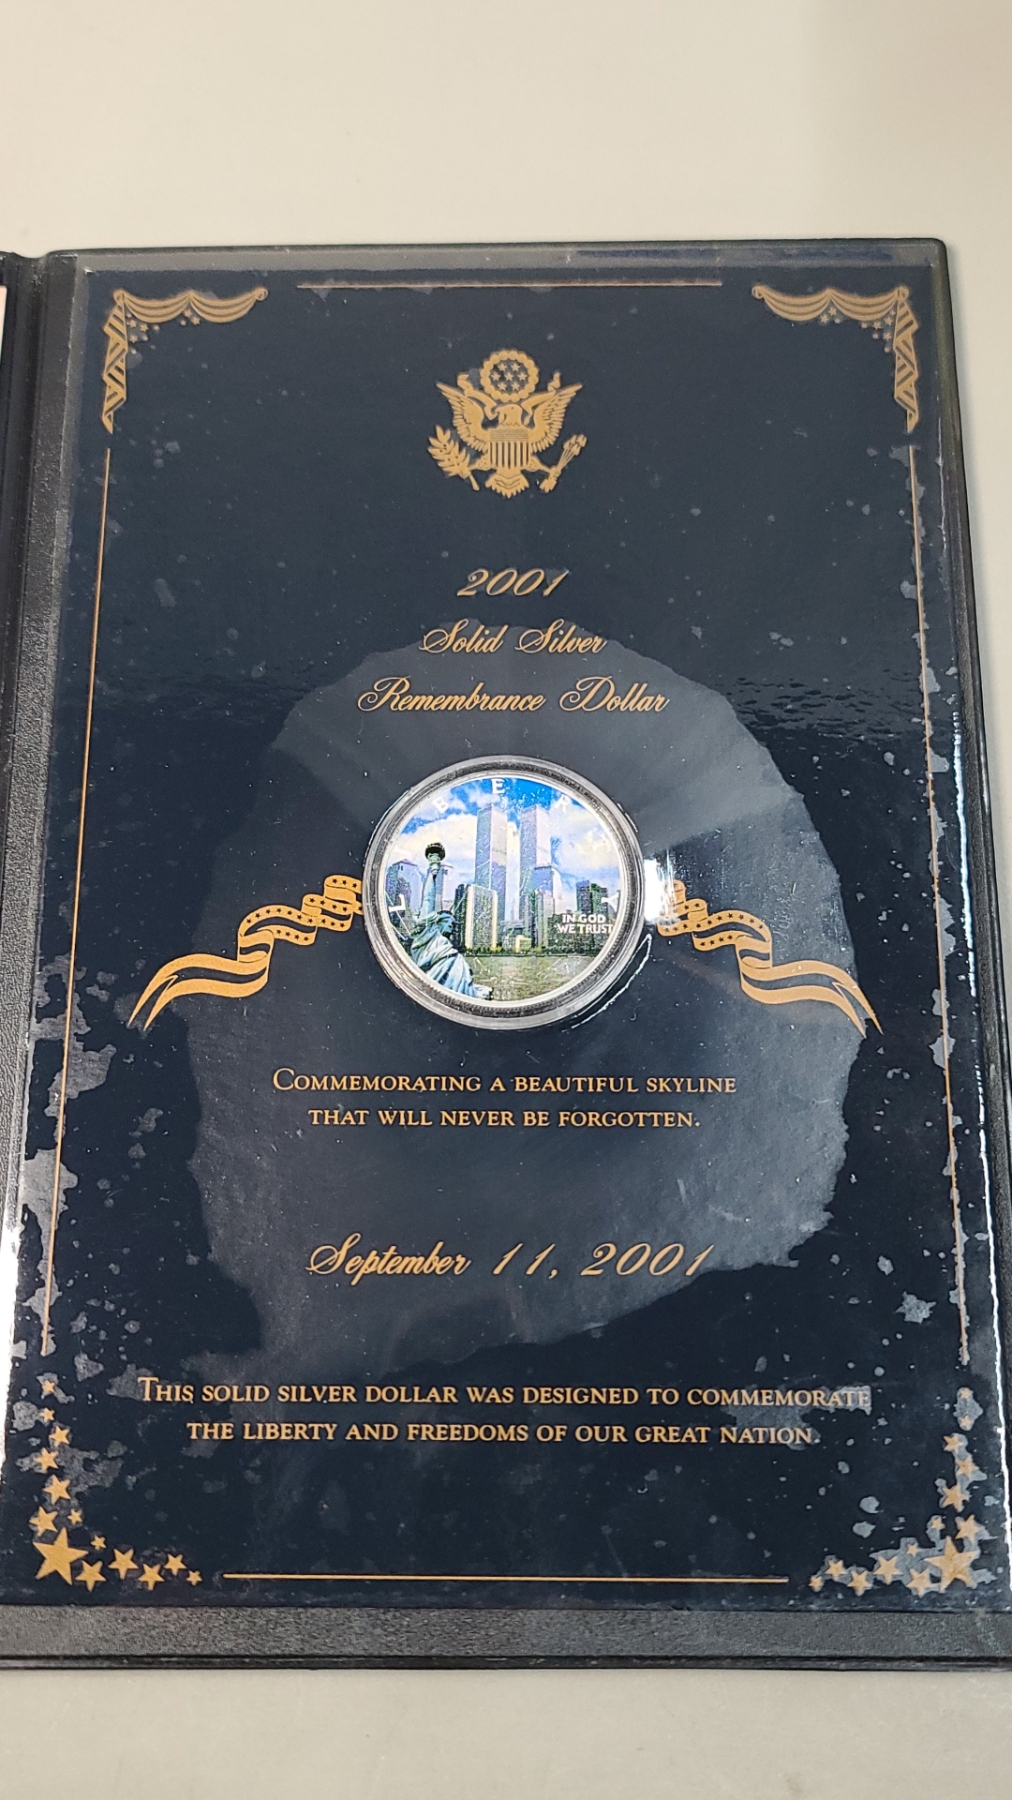 2001
Solid Silver
Remembrance Dollar
L B E R T Y
IN GOD
WE TRUST
COMMEMORATING A BEAUTIFUL SKYLINE
THAT WILL NEVER BE FORGOTTEN.
September 11, 2001
THIS SOLID SILVER DOLLAR WAS DESIGNED TO COMMEMORATE
THE LIBERTY AND FREEDOMS OF OUR GREAT NATION.